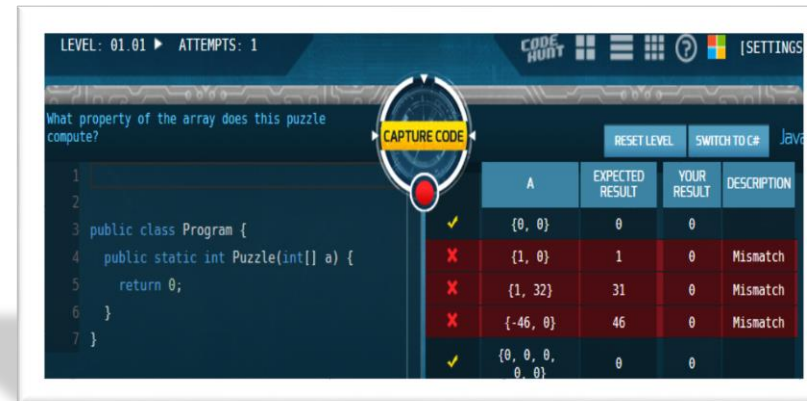 LEVEL: 01.01 ▶ ATTEMPTS: 1
CODE HUNT
? [SETTINGS
What property of the array does this puzzle
compute?
CAPTURE CODE
RESET LEVEL SWITCH TO C# Java
1
2
3 public class Program {
4 public static int Puzzle(int[] a) {
5 return 0;
6 }
7 }
A EXPECTED RESULT YOUR RESULT DESCRIPTION
{0, 0} 0 0
{1, 0} 1 0 Mismatch
{1, 32} 31 0 Mismatch
{-46, 0} 46 0 Mismatch
{0, 0, 0,
0, 0} 0 0